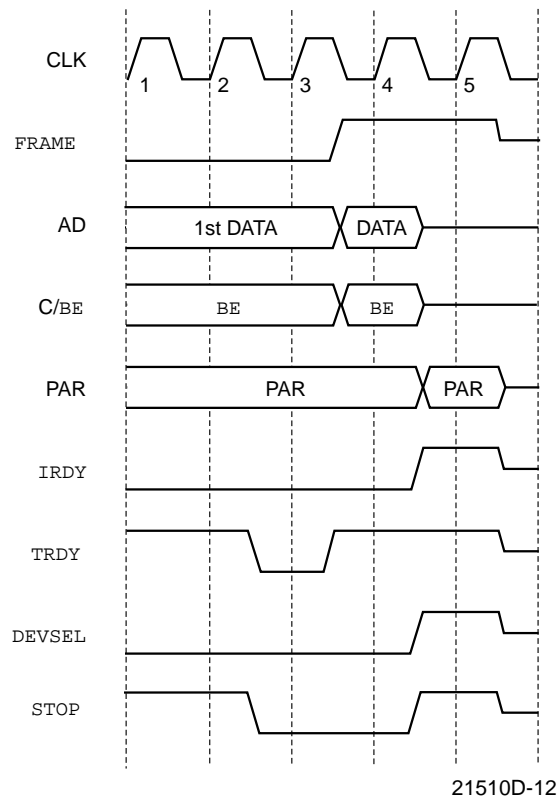 CLK
1 2 3 4 5
FRAME
AD 1st DATA DATA
C/BE BE BE
PAR PAR PAR
IRDY
TRDY
DEVSEL
STOP
21510D-12